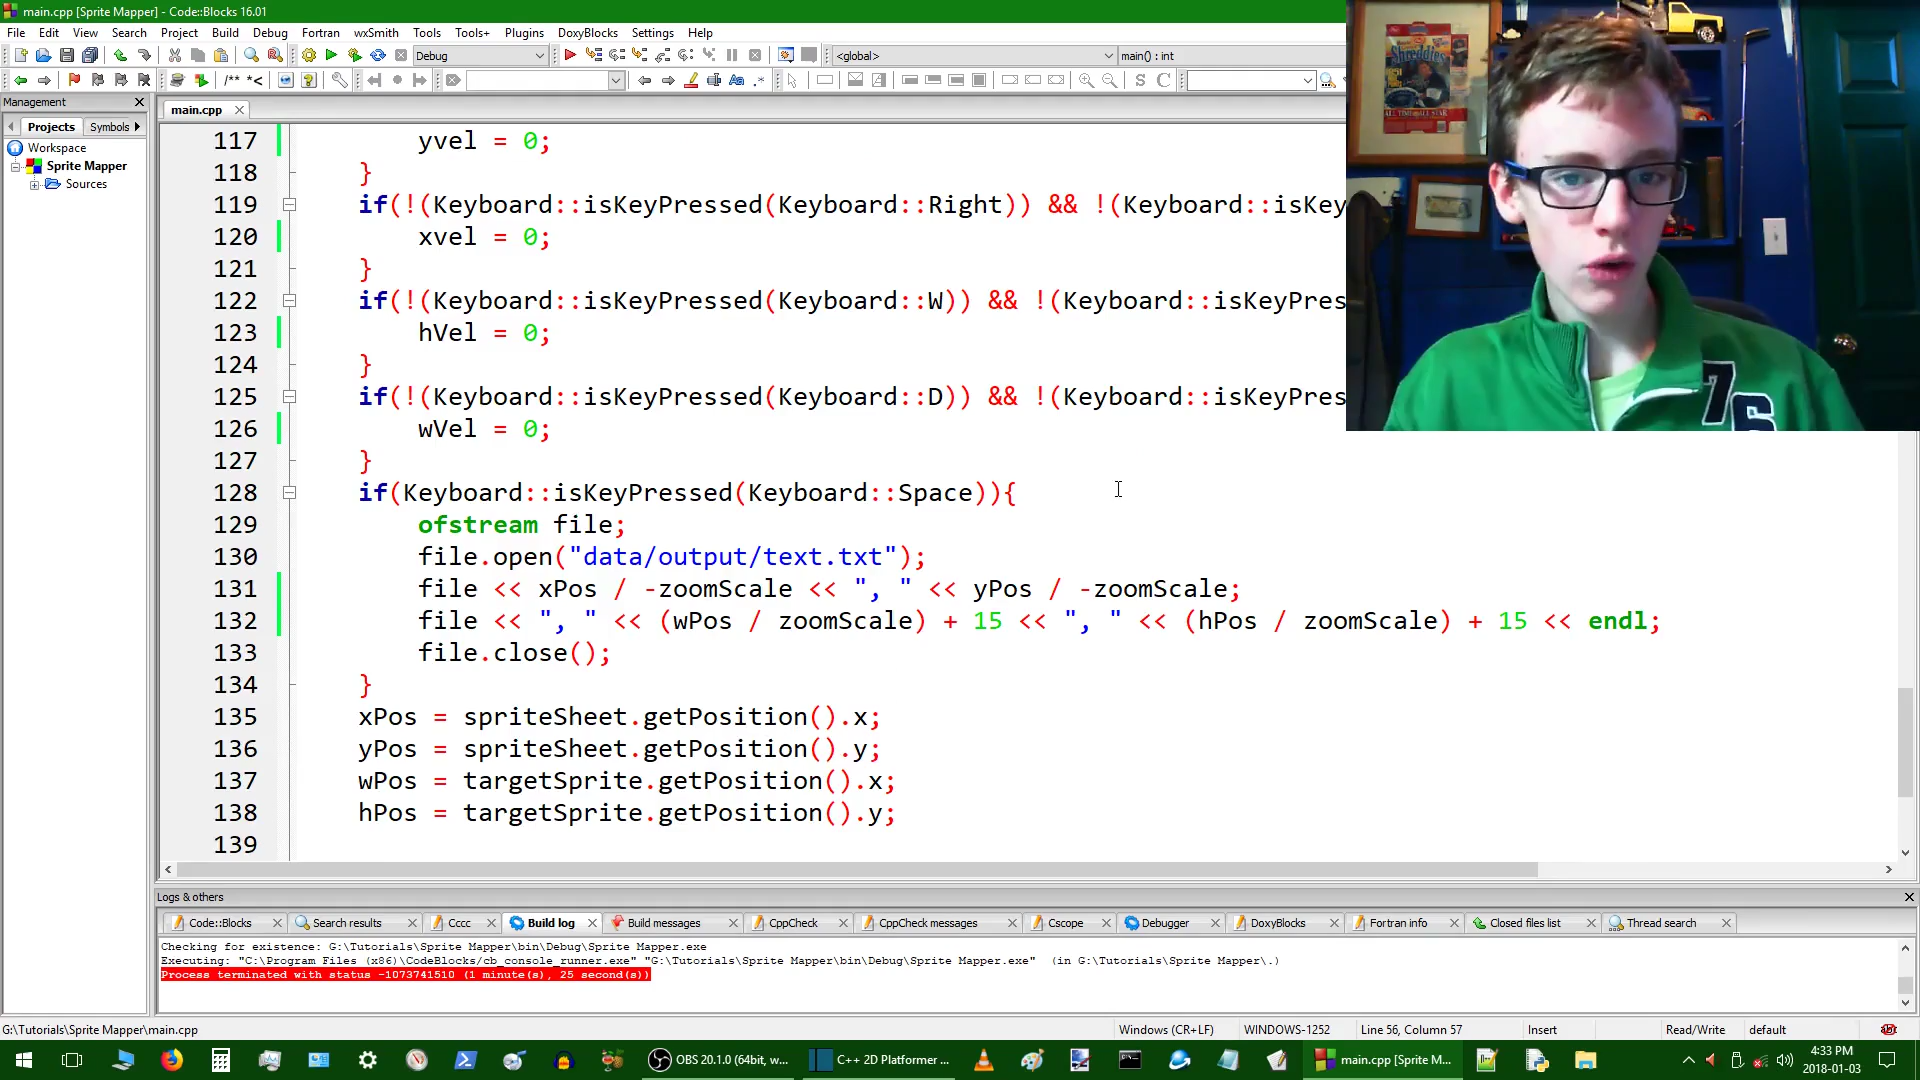 main.cpp [Sprite Mapper] - Code::Blocks 16.01
File Edit View Search Project Build Debug Fortran wxSmith Tools Tools+ Plugins DoxyBlocks Settings Help
Debug <global> main() : int
/** *<
Management
main.cpp
Projects Symbols
Workspace
Sprite Mapper
Sources
117 yvel = 0;
118 }
119 if(!(Keyboard::isKeyPressed(Keyboard::Right)) && !(Keyboard::isKey
120 xvel = 0;
121 }
122 if(!(Keyboard::isKeyPressed(Keyboard::W)) && !(Keyboard::isKeyPres
123 hVel = 0;
124 }
125 if(!(Keyboard::isKeyPressed(Keyboard::D)) && !(Keyboard::isKeyPres
126 wVel = 0;
127 }
128 if(Keyboard::isKeyPressed(Keyboard::Space)){
129 ofstream file;
130 file.open("data/output/text.txt");
131 file << xPos / -zoomScale << ", " << yPos / -zoomScale;
132 file << ", " << (wPos / zoomScale) + 15 << ", " << (hPos / zoomScale) + 15 << endl;
133 file.close();
134 }
135 xPos = spriteSheet.getPosition().x;
136 yPos = spriteSheet.getPosition().y;
137 wPos = targetSprite.getPosition().x;
138 hPos = targetSprite.getPosition().y;
139
Shreddies
76
Logs & others
Code::Blocks Search results Cccc Build log Build messages CppCheck CppCheck messages Cscope Debugger DoxyBlocks Fortran info Closed files list Thread search
Checking for existence: G:\Tutorials\Sprite Mapper\bin\Debug\Sprite Mapper.exe
Executing: "C:\Program Files (x86)\CodeBlocks/cb_console_runner.exe" "G:\Tutorials\Sprite Mapper\bin\Debug\Sprite Mapper.exe" (in G:\Tutorials\Sprite Mapper\.)
Process terminated with status -1073741510 (1 minute(s), 25 second(s))
G:\Tutorials\Sprite Mapper\main.cpp Windows (CR+LF) WINDOWS-1252 Line 56, Column 57 Insert Read/Write default
OBS 20.1.0 (64bit, w... C++ 2D Platformer ... main.cpp [Sprite M... 4:33 PM
2018-01-03